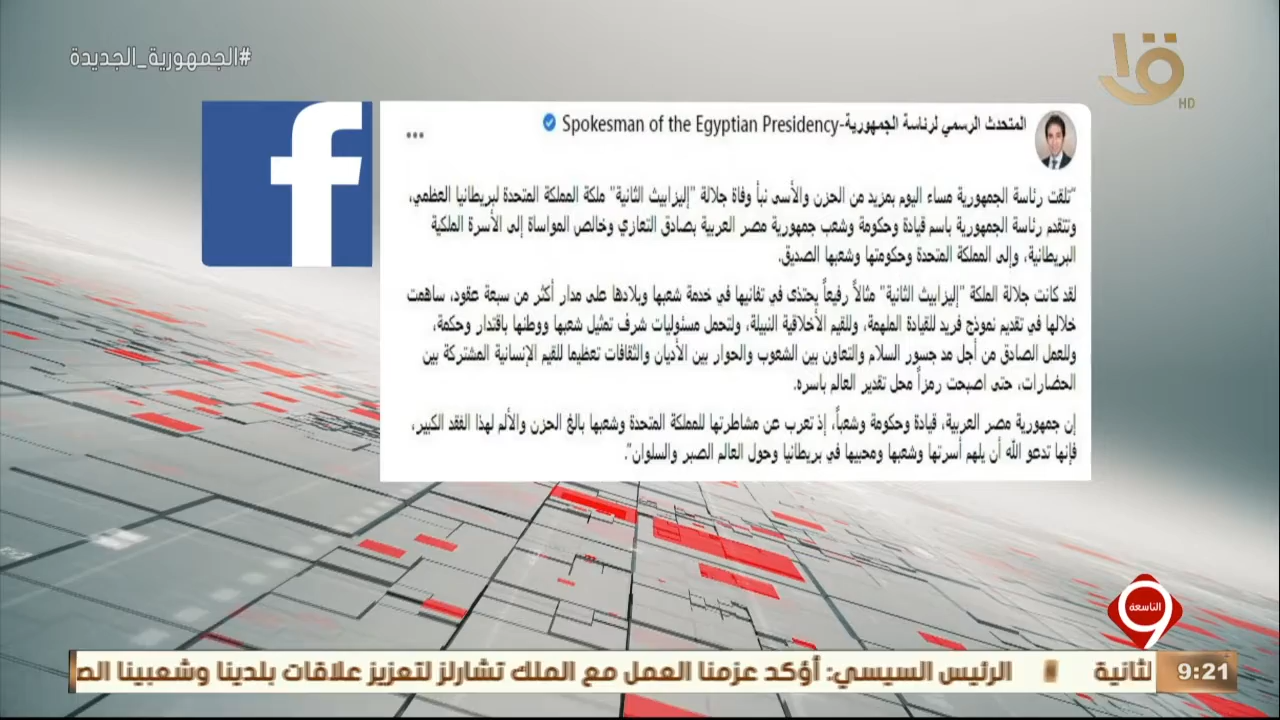 #الجمهورية_الجديدة
HD
المتحدث الرسمي لرئاسة الجمهورية-Spokesman of the Egyptian Presidency
"تلقت رئاسة الجمهورية مساء اليوم بمزيد من الحزن والأسى نبأ وفاة جلالة "إليزابيث الثانية" ملكة المملكة المتحدة لبريطانيا العظمي،
وتتقدم رئاسة الجمهورية باسم قيادة وحكومة وشعب جمهورية مصر العربية بصادق التعازي وخالص المواساة إلى الأسرة الملكية
البريطانية، وإلى المملكة المتحدة وحكومتها وشعبها الصديق.
لقد كانت جلالة الملكة "إليزابيث الثانية" مثالاً رفيعاً يحتذى في تفانيها في خدمة شعبها وبلادها على مدار أكثر من سبعة عقود، ساهمت
خلالها في تقديم نموذج فريد للقيادة الملهمة، وللقيم الأخلاقية النبيلة، ولتحمل مسئوليات شرف تمثيل شعبها ووطنها باقتدار وحكمة،
وللعمل الصادق من أجل مد جسور السلام والتعاون بين الشعوب والحوار بين الأديان والثقافات تعظيما للقيم الإنسانية المشتركة بين
الحضارات، حتى اصبحت رمزاً محل تقدير العالم بأسره.
إن جمهورية مصر العربية، قيادة وحكومة وشعباً، إذ تعرب عن مشاطرتها للمملكة المتحدة وشعبها بالغ الحزن والألم لهذا الفقد الكبير،
فإنها تدعو الله أن يلهم أسرتها وشعبها ومحبيها في بريطانيا وحول العالم الصبر والسلوان".
التاسعة
9
9:21
لثانية الرئيس السيسي: أؤكد عزمنا العمل مع الملك تشارلز لتعزيز علاقات بلدينا وشعبينا الص